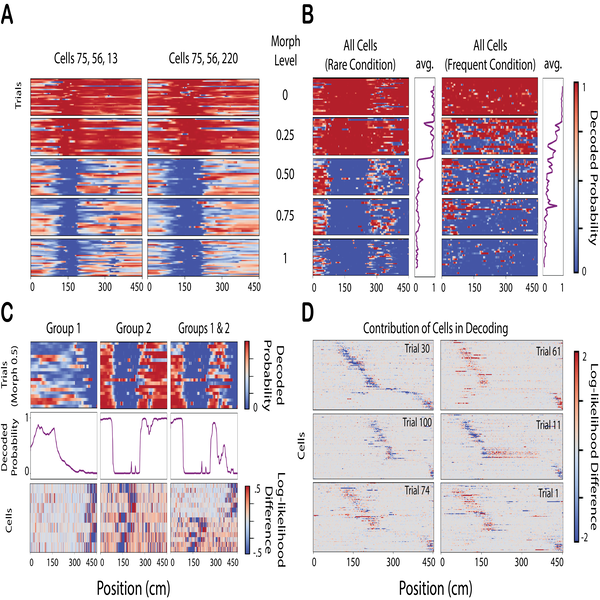 A
Cells 75, 56, 13
Cells 75, 56, 220
Morph
Level
Trials
0
0.25
0.50
0.75
1
0 150 300 450
0 150 300 450
B
All Cells
(Rare Condition)
avg.
All Cells
(Frequent Condition)
avg.
1
Decoded Probability
0
0 150 300 450
0 1
0 150 300 450
0 1
C
Group 1
Group 2
Groups 1 & 2
Trials
(Morph 0.5)
Decoded
Probability
0
Decoded
Probability
1
0
Cells
Log-likelihood
Difference
.5
-.5
0 150 300 450
0 150 300 450
0 150 300 450
Position (cm)
D
Contribution of Cells in Decoding
Trial 30
Trial 61
Trial 100
Trial 11
Trial 74
Trial 1
Cells
2
Log-likelihood Difference
-2
0 150 300 450
0 150 300 450
Position (cm)